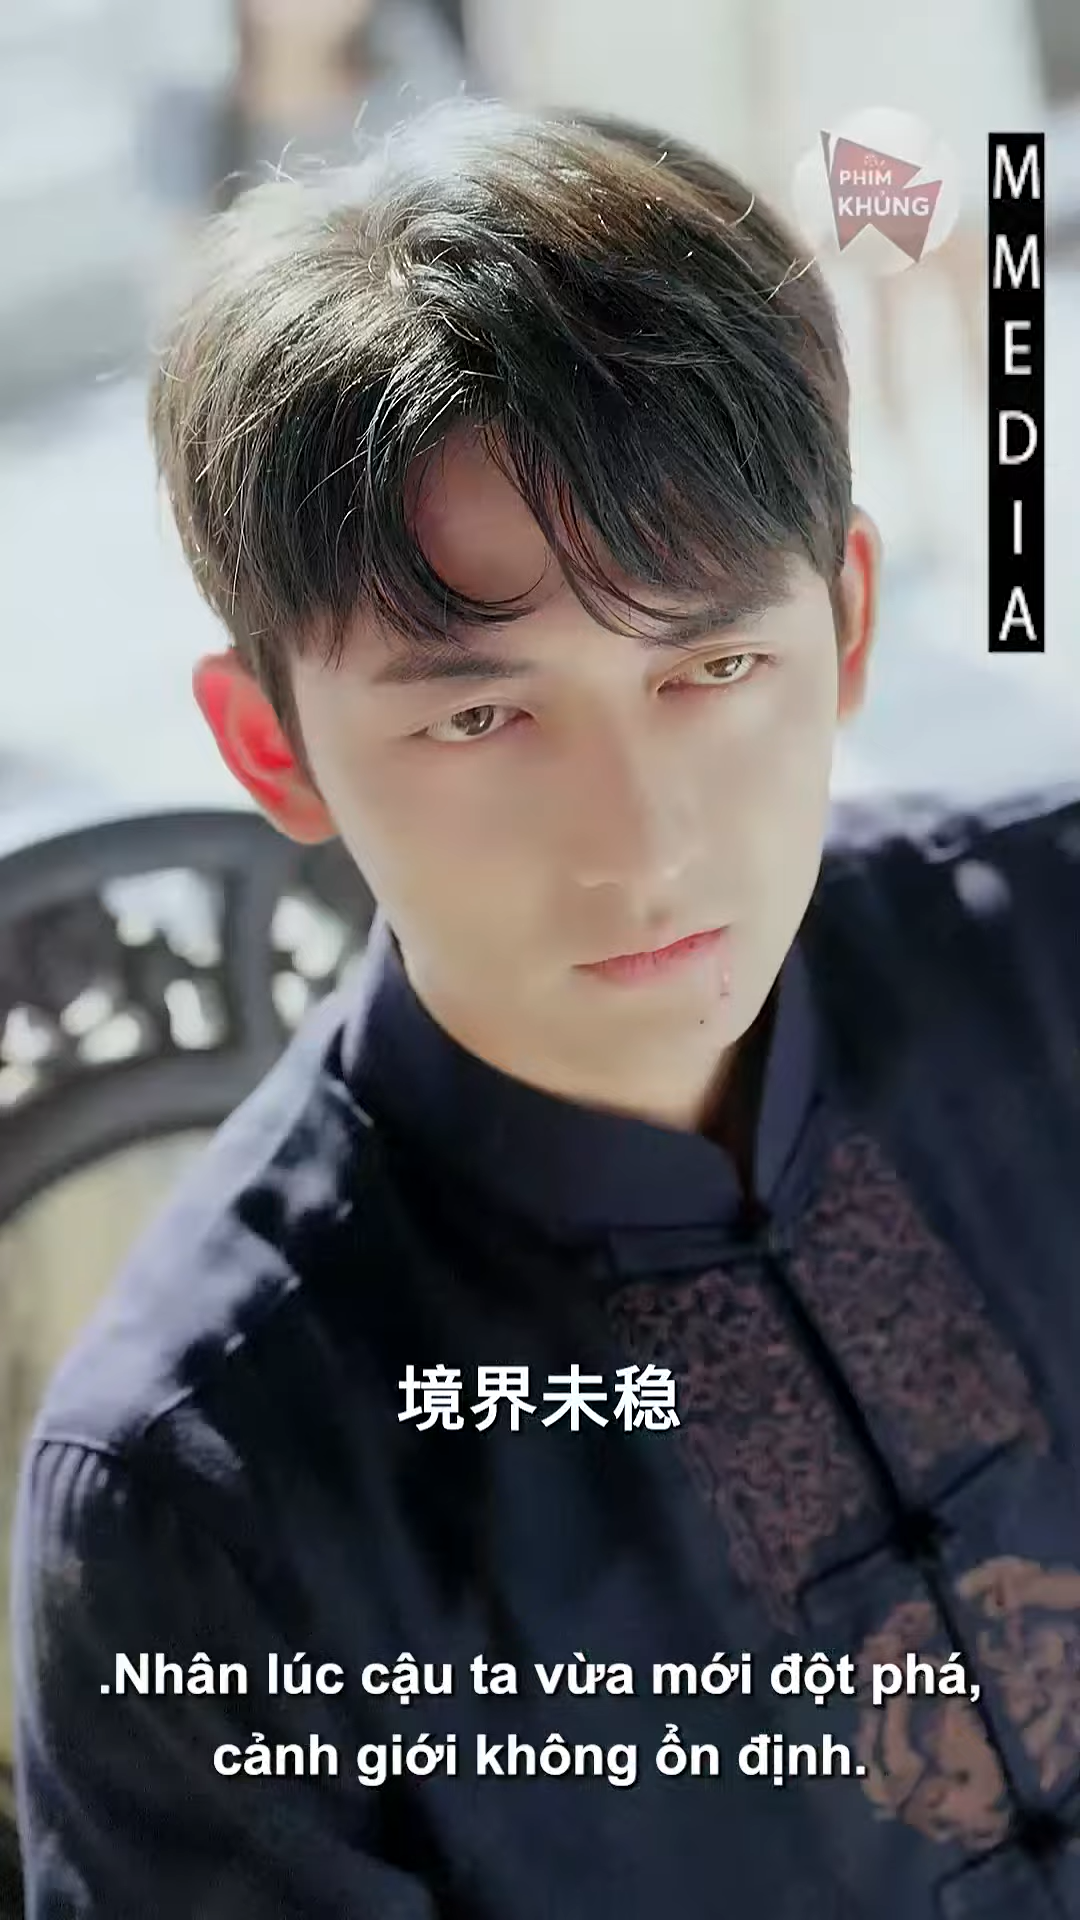 PHIM
KHỦNG
MMEDIA
境界未稳
.Nhân lúc cậu ta vừa mới đột phá,
cảnh giới không ổn định.